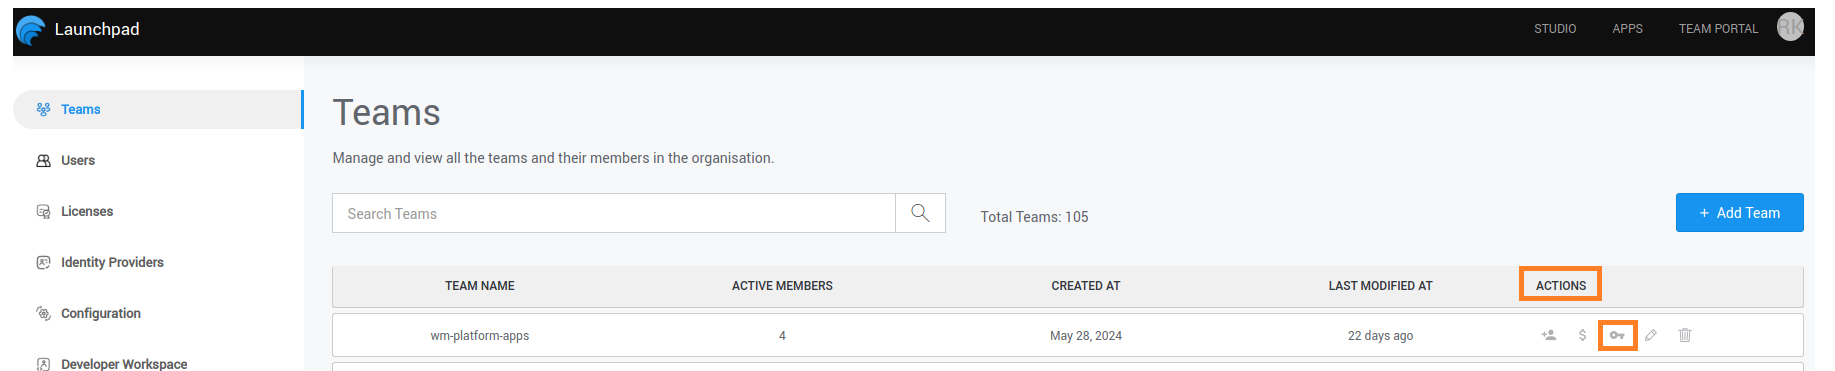 Launchpad
STUDIO APPS TEAM PORTAL RK
Teams
Users
Licenses
Identity Providers
Configuration
Developer Workspace
Teams
Manage and view all the teams and their members in the organisation.
Search Teams
Total Teams: 105
+ Add Team
TEAM NAME ACTIVE MEMBERS CREATED AT LAST MODIFIED AT ACTIONS
wm-platform-apps 4 May 28, 2024 22 days ago $